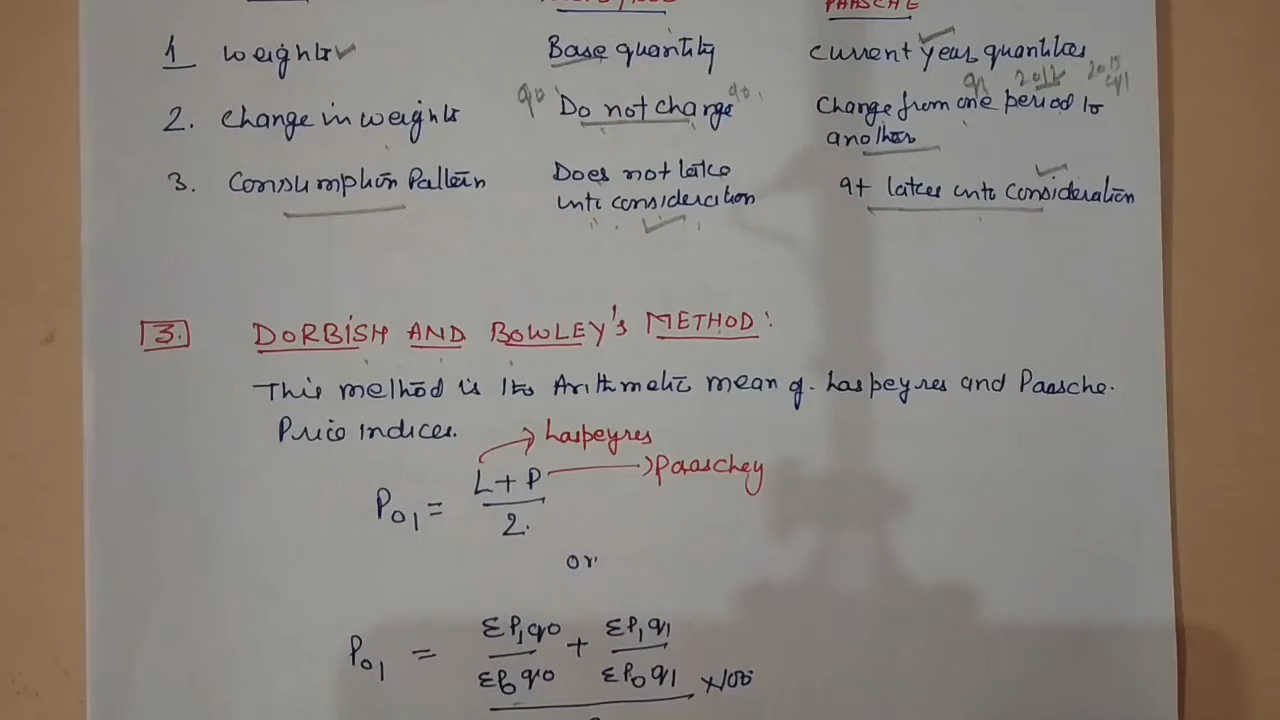 PAASCHE
1 weights Base quantity current year quantities
q0 q0 q1 2012 2015 q1
2. Change in weights Do not change Change from one period to another
3. Consumption Pattern Does not take into consideration It takes into consideration
3. DORBISH AND BOWLEY'S METHOD:
This method is the Arithmetic mean of Laspeyres and Paasche.
Price indices.
Laspeyres
P01 = L+P / 2.
Paaschey
or
P01 = ΣP1q0 / ΣP0q0 + ΣP1q1 / ΣP0q1 ×100